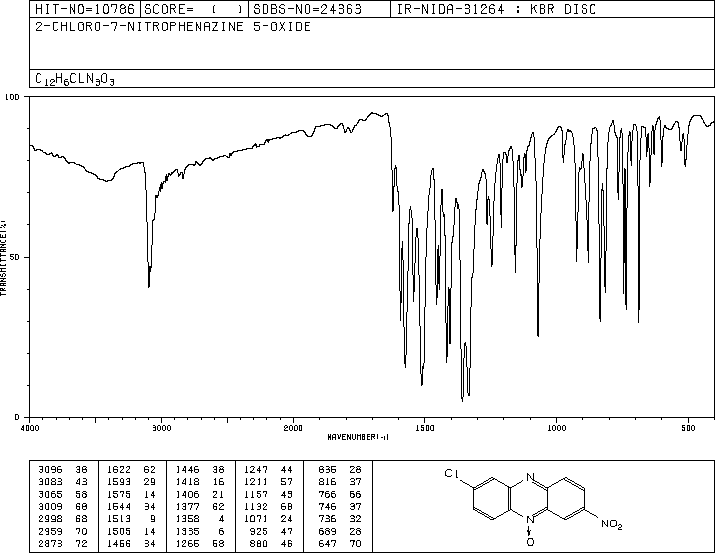 HIT-NO=10786 SCORE= ( ) SDBS-NO=24363 IR-NIDA-31264 : KBR DISC
2-CHLORO-7-NITROPHENAZINE 5-OXIDE
C12H6CLN3O3
100
50
0
TRANSMITTANCE(%)
4000 3000 2000 1500 1000 500
WAVENUMBER(-1)
3096 38 1622 62 1446 38 1247 44 835 28
3083 43 1593 29 1418 16 1211 57 816 37
3065 58 1575 14 1406 21 1157 43 766 66
3009 68 1544 34 1377 62 1132 68 746 37
2998 68 1513 9 1358 4 1071 24 736 32
2959 70 1505 14 1335 6 925 47 689 28
2873 72 1456 34 1265 58 880 46 647 70
Cl
N
N
O
NO2